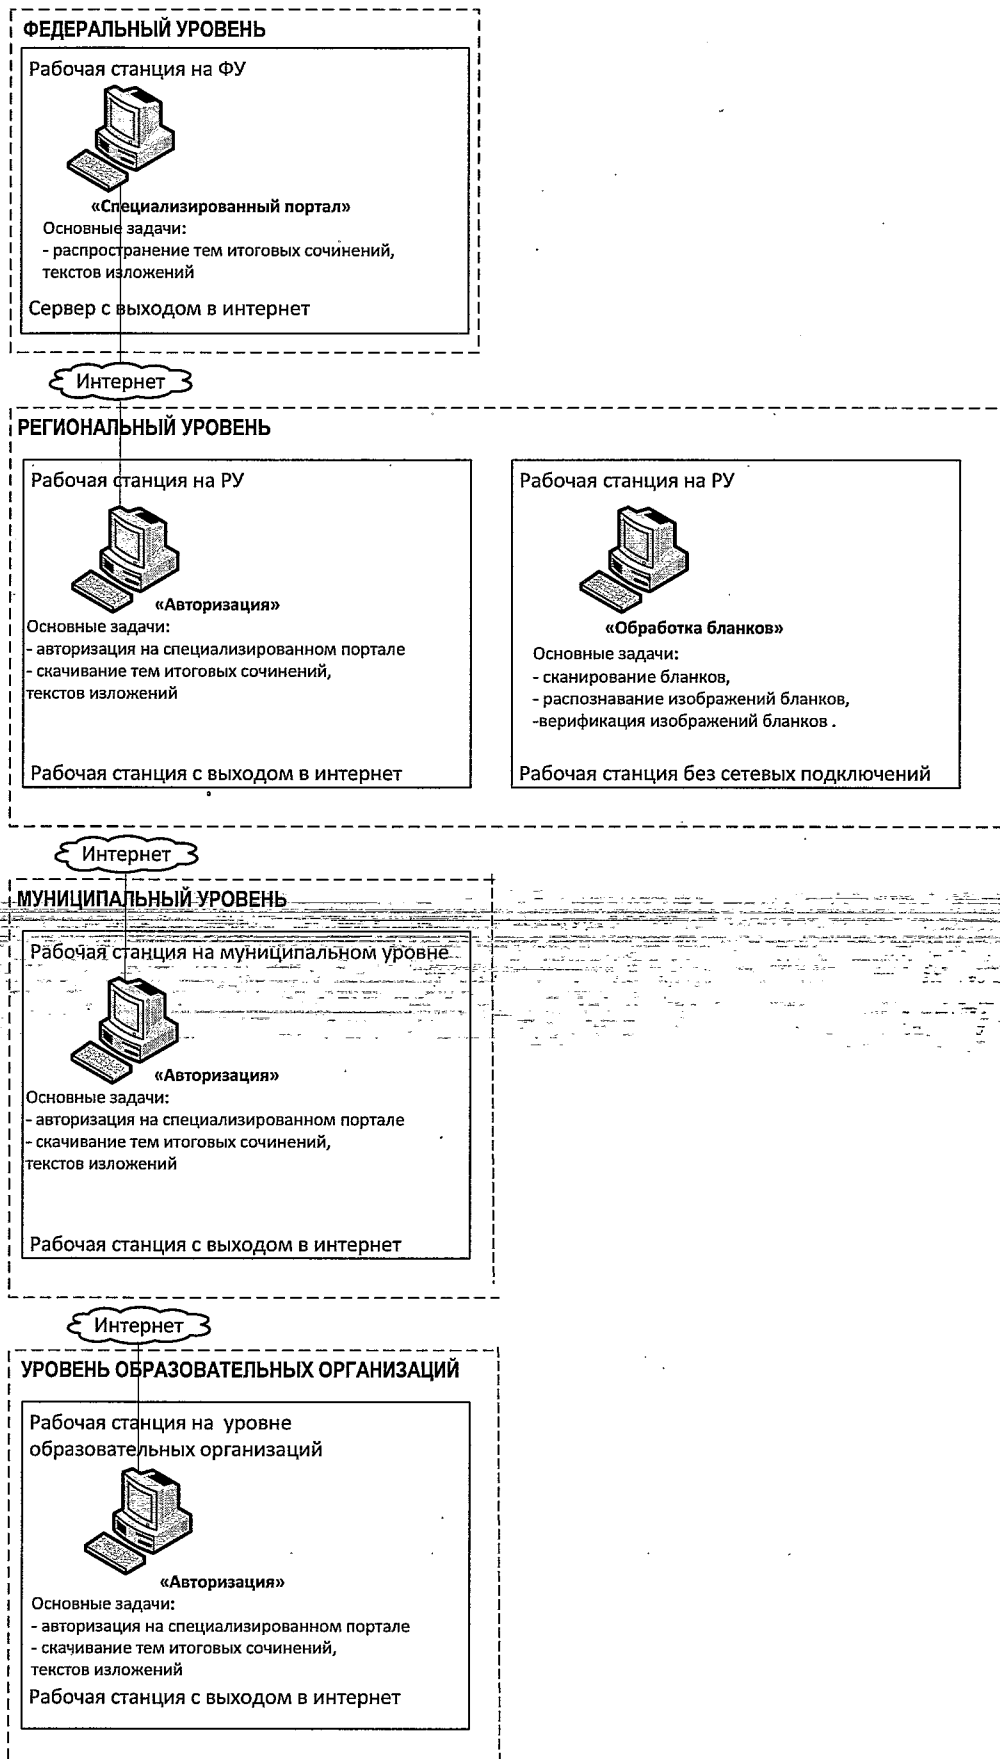 ФЕДЕРАЛЬНЫЙ УРОВЕНЬ
Рабочая станция на ФУ
«Специализированный портал»
Основные задачи:
- распространение тем итоговых сочинений,
текстов изложений
Сервер с выходом в интернет
Интернет
РЕГИОНАЛЬНЫЙ УРОВЕНЬ
Рабочая станция на РУ
«Авторизация»
Основные задачи:
- авторизация на специализированном портале
- скачивание тем итоговых сочинений,
текстов изложений
Рабочая станция с выходом в интернет
Рабочая станция на РУ
«Обработка бланков»
Основные задачи:
- сканирование бланков,
- распознавание изображений бланков,
-верификация изображений бланков .
Рабочая станция без сетевых подключений
Интернет
МУНИЦИПАЛЬНЫЙ УРОВЕНЬ
Рабочая станция на муниципальном уровне
«Авторизация»
Основные задачи:
- авторизация на специализированном портале
- скачивание тем итоговых сочинений,
текстов изложений
Рабочая станция с выходом в интернет
Интернет
УРОВЕНЬ ОБРАЗОВАТЕЛЬНЫХ ОРГАНИЗАЦИЙ
Рабочая станция на уровне
образовательных организаций
«Авторизация»
Основные задачи:
- авторизация на специализированном портале
- скачивание тем итоговых сочинений,
текстов изложений
Рабочая станция с выходом в интернет